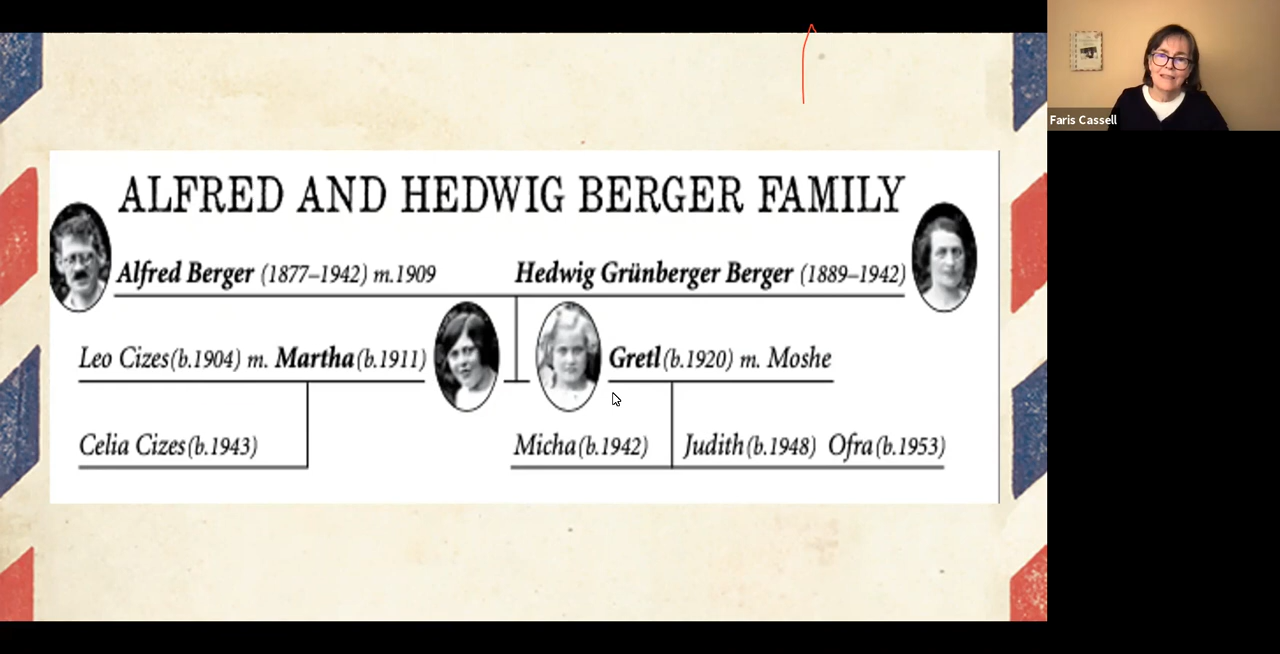 ALFRED AND HEDWIG BERGER FAMILY
Alfred Berger (1877–1942) m.1909 Hedwig Grünberger Berger (1889–1942)
Leo Cizes(b.1904) m. Martha(b.1911) Gretl(b.1920) m. Moshe
Celia Cizes(b.1943) Micha(b.1942) Judith(b.1948) Ofra(b.1953)
Faris Cassell